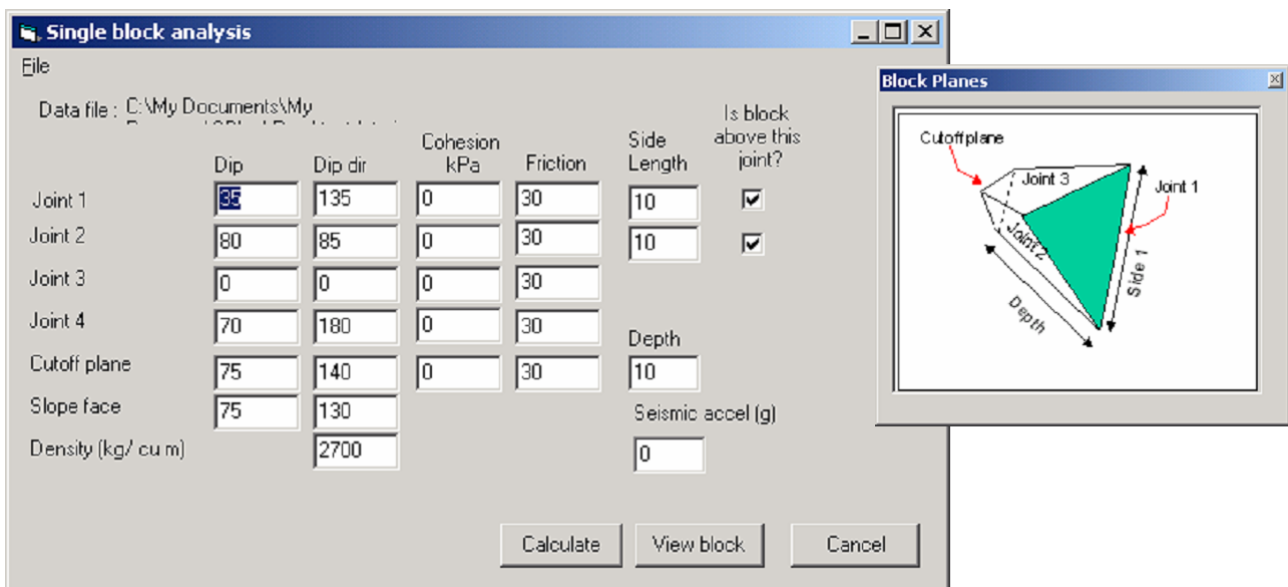 Single block analysis
File
Data file : C:\My Documents\My
Is block above this joint?
Dip Dip dir Cohesion kPa Friction Side Length
Joint 1 35 135 0 30 10
Joint 2 80 85 0 30 10
Joint 3 0 0 0 30
Joint 4 70 180 0 30
Depth
Cutoff plane 75 140 0 30 10
Slope face 75 130 Seismic accel (g)
Density (kg/ cu m) 2700 0
Calculate View block Cancel
Block Planes
Cutoff plane
Joint 3
Joint 1
Joint 2
Side 1
Depth